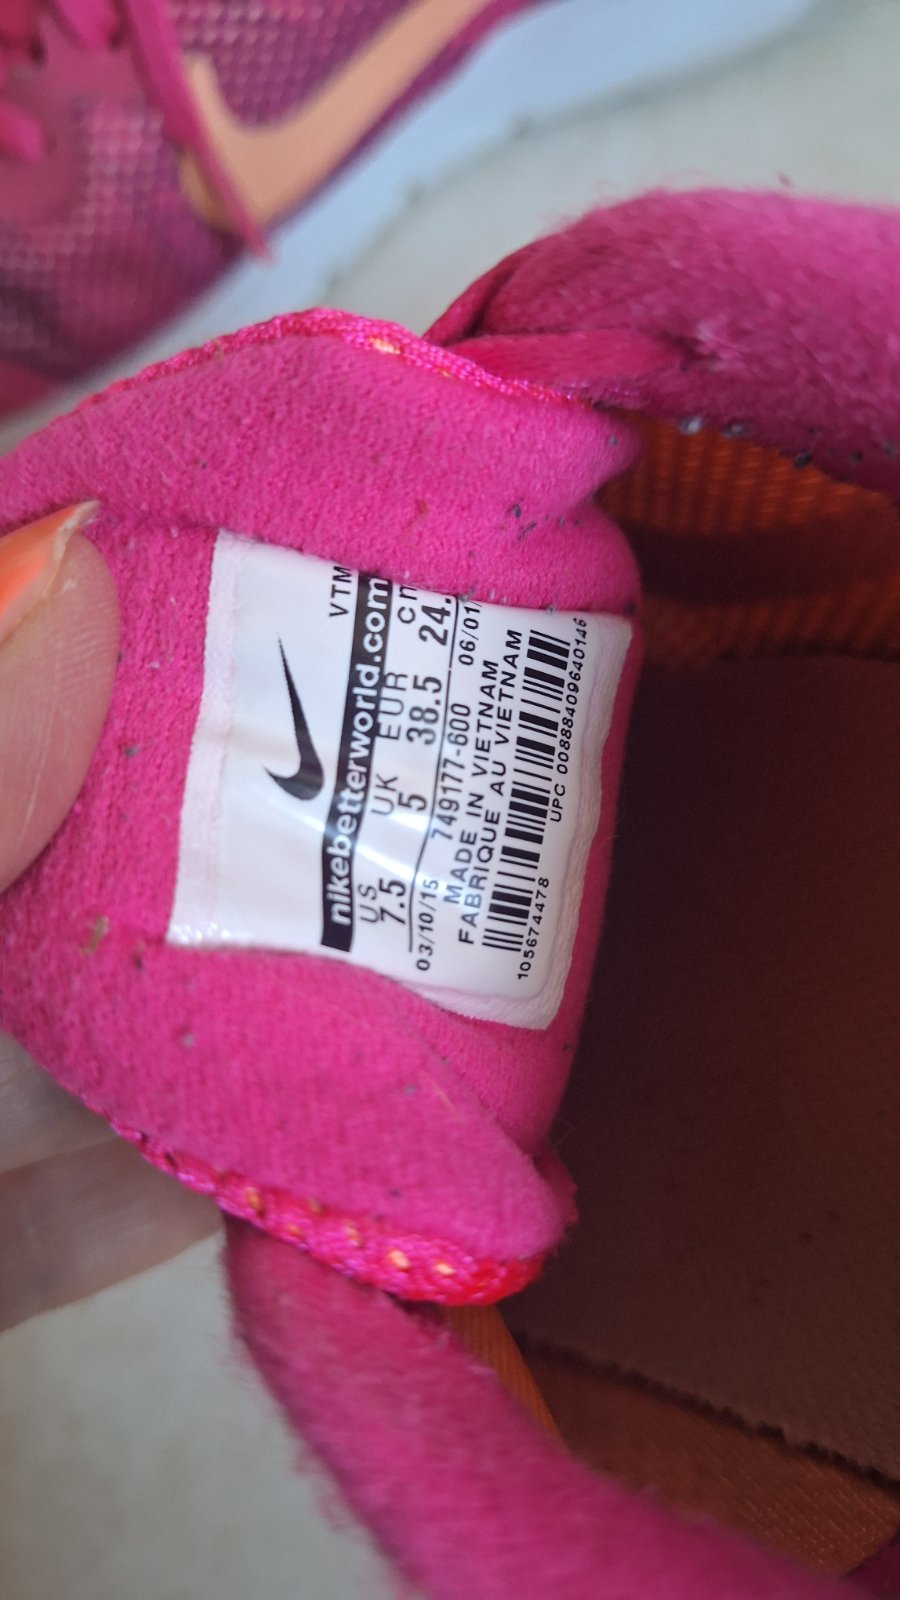 VTM
nikebetterworld.com
US UK EUR cm
7.5 5 38.5 24.
03/10/15 749177-600 06/01
MADE IN VIETNAM
FABRIQUE AU VIETNAM
105674478 UPC 00888409640146